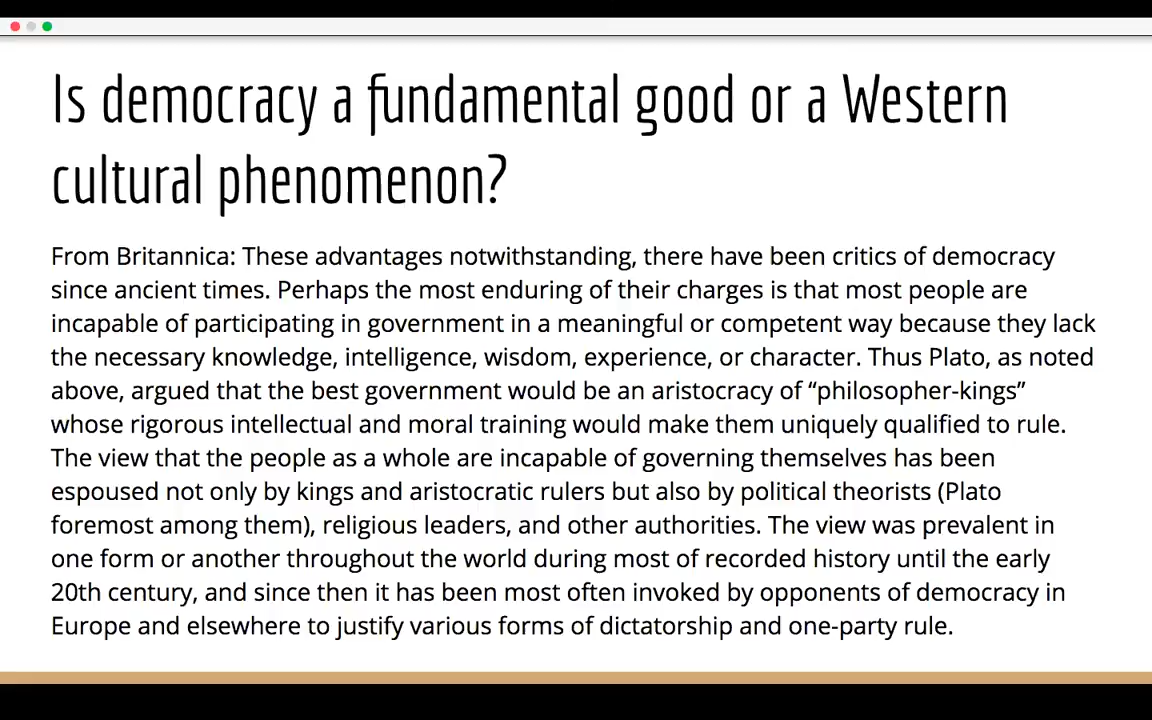 Is democracy a fundamental good or a Western
cultural phenomenon?
From Britannica: These advantages notwithstanding, there have been critics of democracy
since ancient times. Perhaps the most enduring of their charges is that most people are
incapable of participating in government in a meaningful or competent way because they lack
the necessary knowledge, intelligence, wisdom, experience, or character. Thus Plato, as noted
above, argued that the best government would be an aristocracy of “philosopher-kings”
whose rigorous intellectual and moral training would make them uniquely qualified to rule.
The view that the people as a whole are incapable of governing themselves has been
espoused not only by kings and aristocratic rulers but also by political theorists (Plato
foremost among them), religious leaders, and other authorities. The view was prevalent in
one form or another throughout the world during most of recorded history until the early
20th century, and since then it has been most often invoked by opponents of democracy in
Europe and elsewhere to justify various forms of dictatorship and one-party rule.